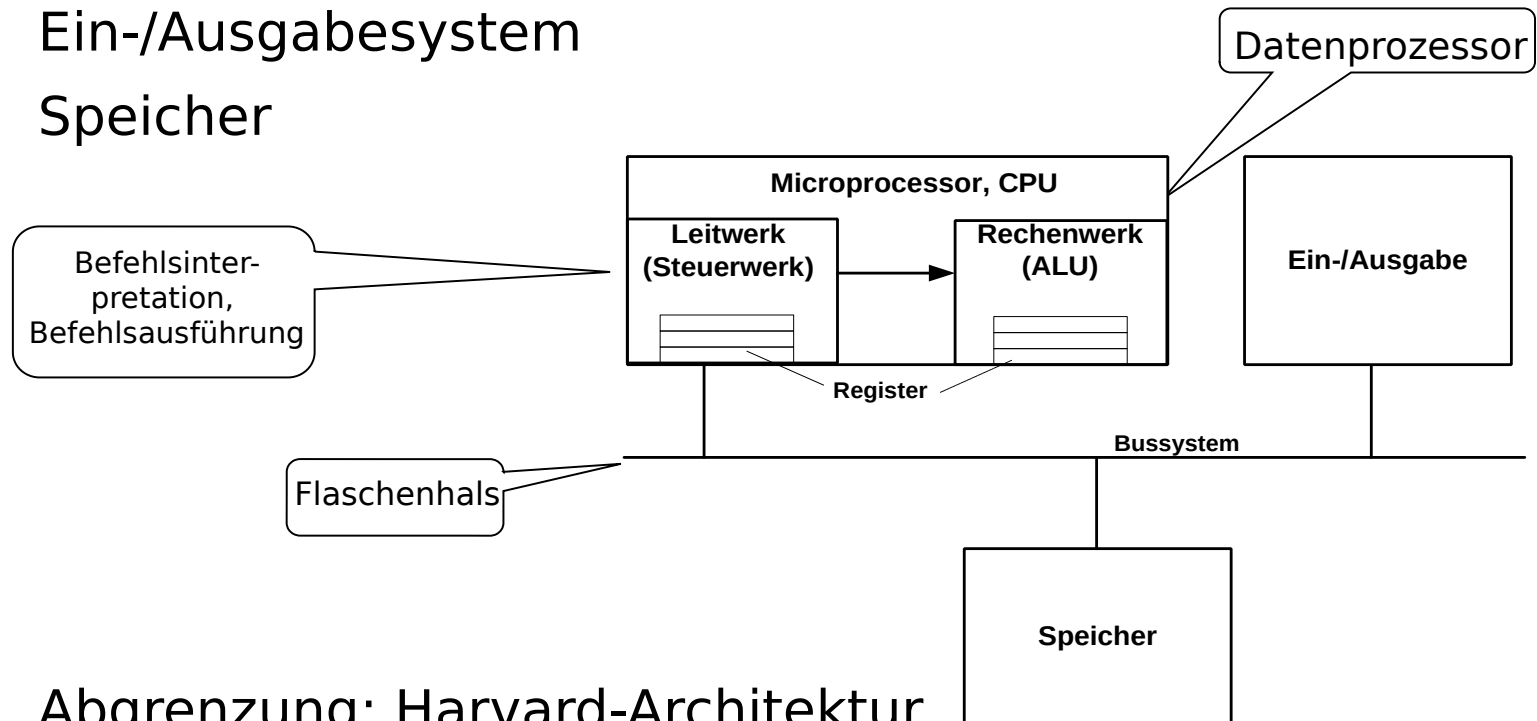 Ein-/Ausgabesystem
Speicher
Datenprozessor
Microprocessor, CPU
Leitwerk
(Steuerwerk)
Rechenwerk
(ALU)
Ein-/Ausgabe
Befehlsinter-
pretation,
Befehlsausführung
Register
Bussystem
Flaschenhals
Speicher
Abgrenzung: Harvard-Architektur